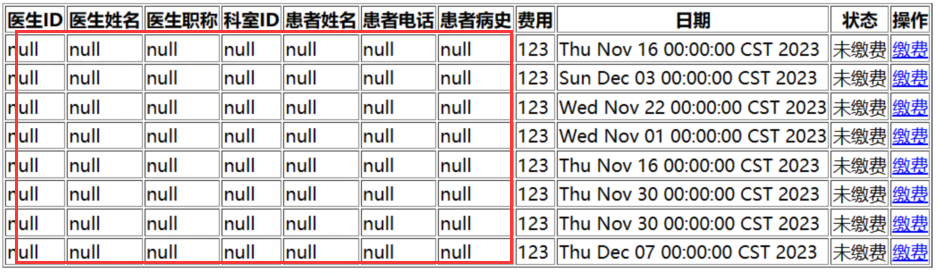 医生ID 医生姓名 医生职称 科室ID 患者姓名 患者电话 患者病史 费用 日期 状态 操作
null null null null null null null 123 Thu Nov 16 00:00:00 CST 2023 未缴费 缴费
null null null null null null null 123 Sun Dec 03 00:00:00 CST 2023 未缴费 缴费
null null null null null null null 123 Wed Nov 22 00:00:00 CST 2023 未缴费 缴费
null null null null null null null 123 Wed Nov 01 00:00:00 CST 2023 未缴费 缴费
null null null null null null null 123 Thu Nov 16 00:00:00 CST 2023 未缴费 缴费
null null null null null null null 123 Thu Nov 30 00:00:00 CST 2023 未缴费 缴费
null null null null null null null 123 Thu Nov 30 00:00:00 CST 2023 未缴费 缴费
null null null null null null null 123 Thu Dec 07 00:00:00 CST 2023 未缴费 缴费